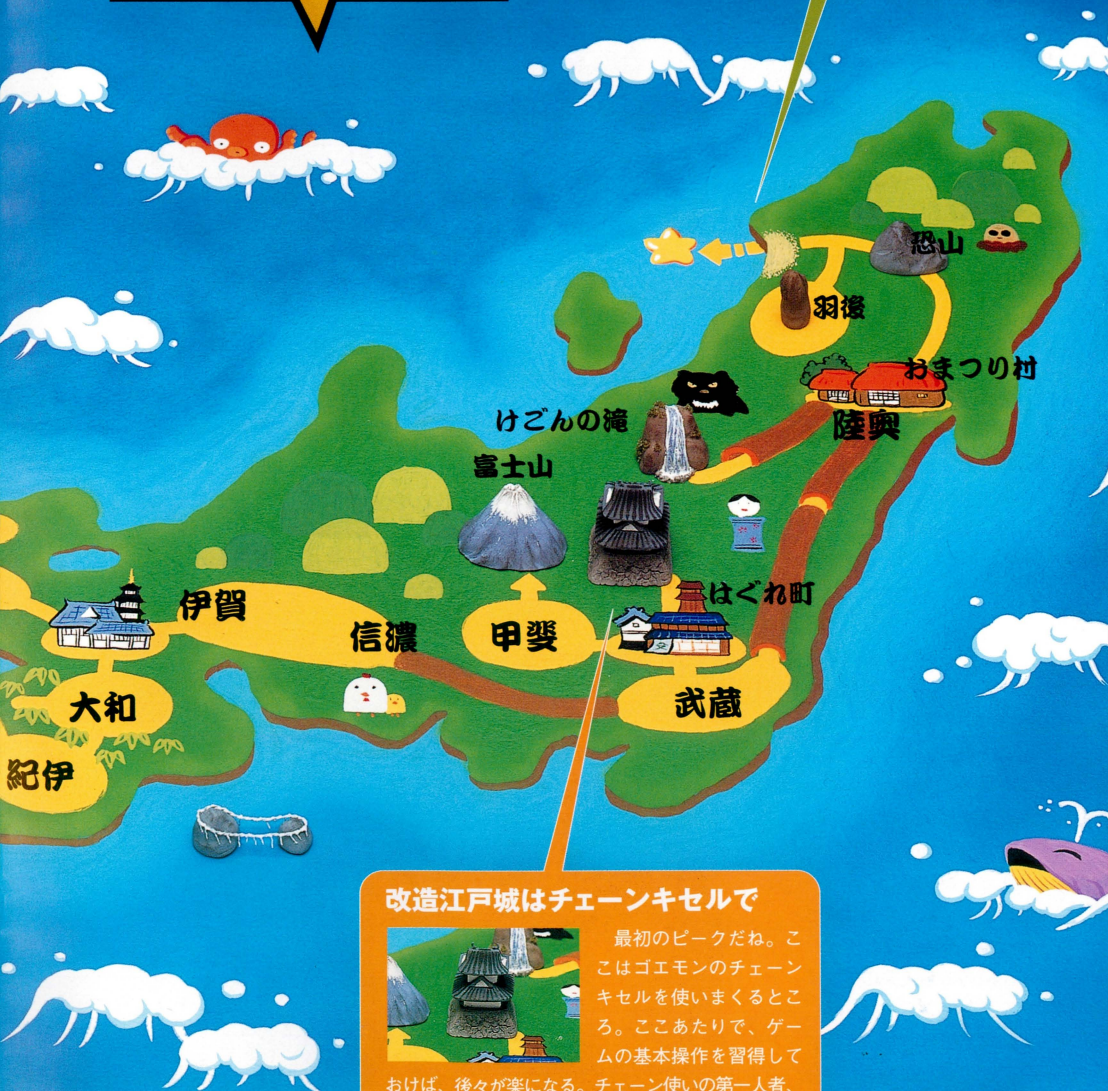 恐山
羽後
おまつり村
陸奥
けごんの滝
富士山
はぐれ町
伊賀
信濃
甲斐
武蔵
大和
紀伊
改造江戸城はチェーンキセルで
最初のピークだね。こ
こはゴエモンのチェーン
キセルを使いまくるとこ
ろ。ここあたりで、ゲー
ムの基本操作を習得して
おけば、後々が楽になる。チェーン使いの第一人者、